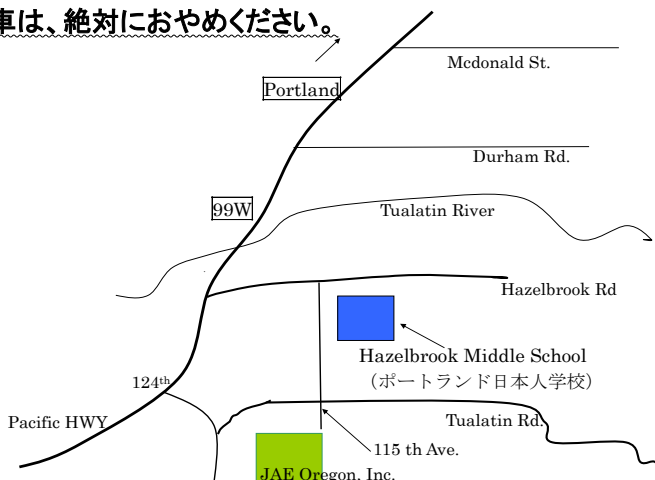 車は、絶対におやめください。
Mcdonald St.
Portland
Durham Rd.
99W
Tualatin River
Hazelbrook Rd
Hazelbrook Middle School
（ポートランド日本人学校）
124th
Pacific HWY
Tualatin Rd.
115 th Ave.
JAE Oregon, Inc.